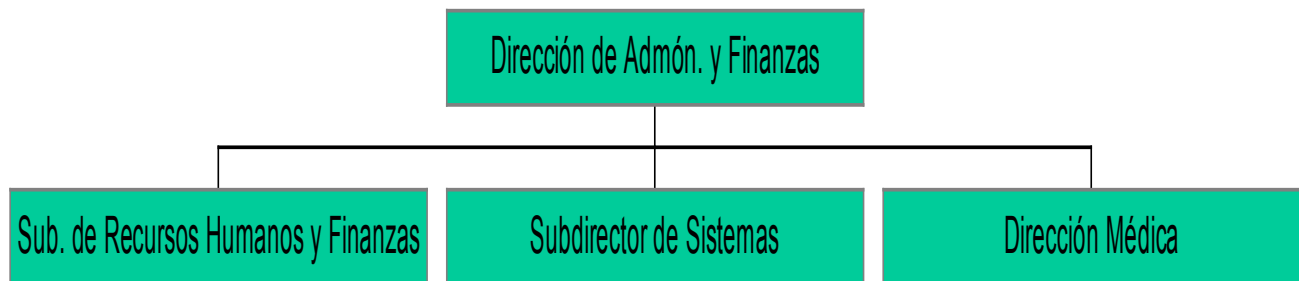 Dirección de Admón. y Finanzas
Sub. de Recursos Humanos y Finanzas
Subdirector de Sistemas
Dirección Médica